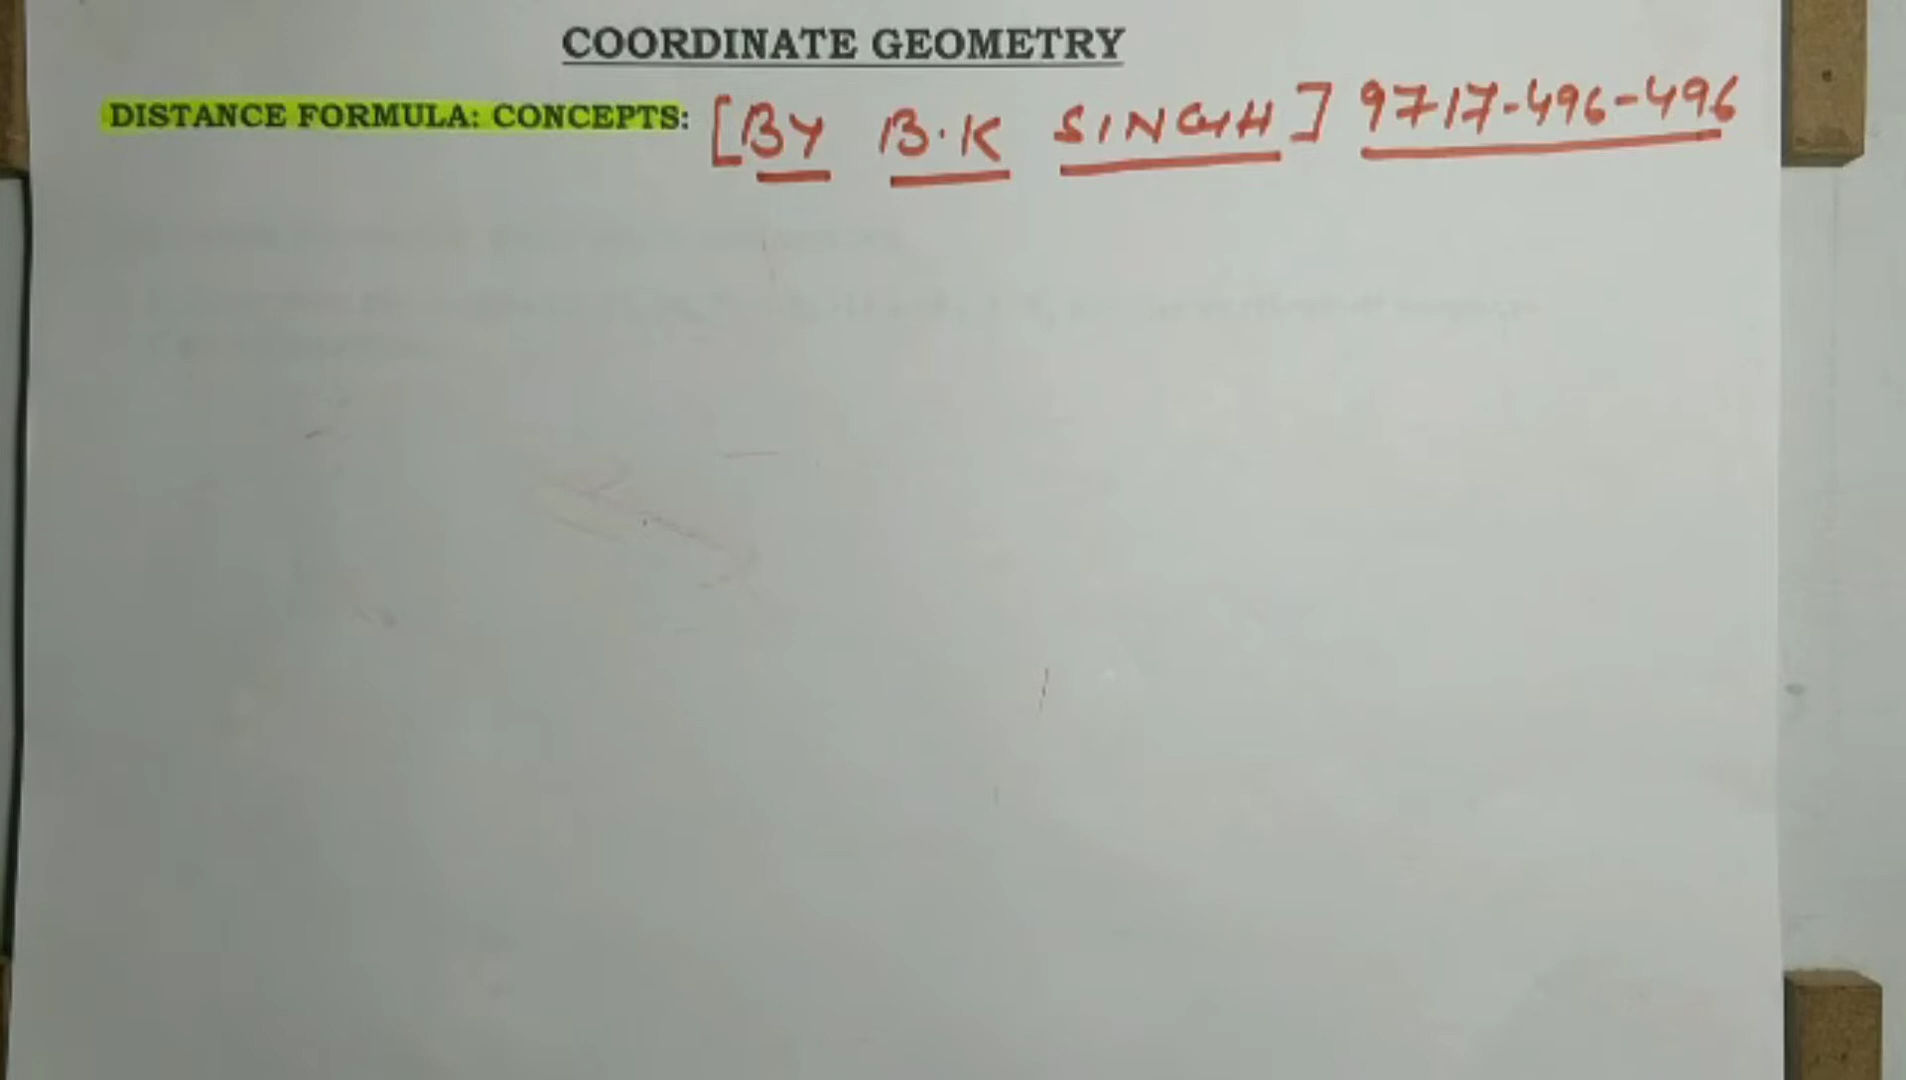 COORDINATE GEOMETRY
DISTANCE FORMULA: CONCEPTS: [BY B.K SINGH] 9717-496-496